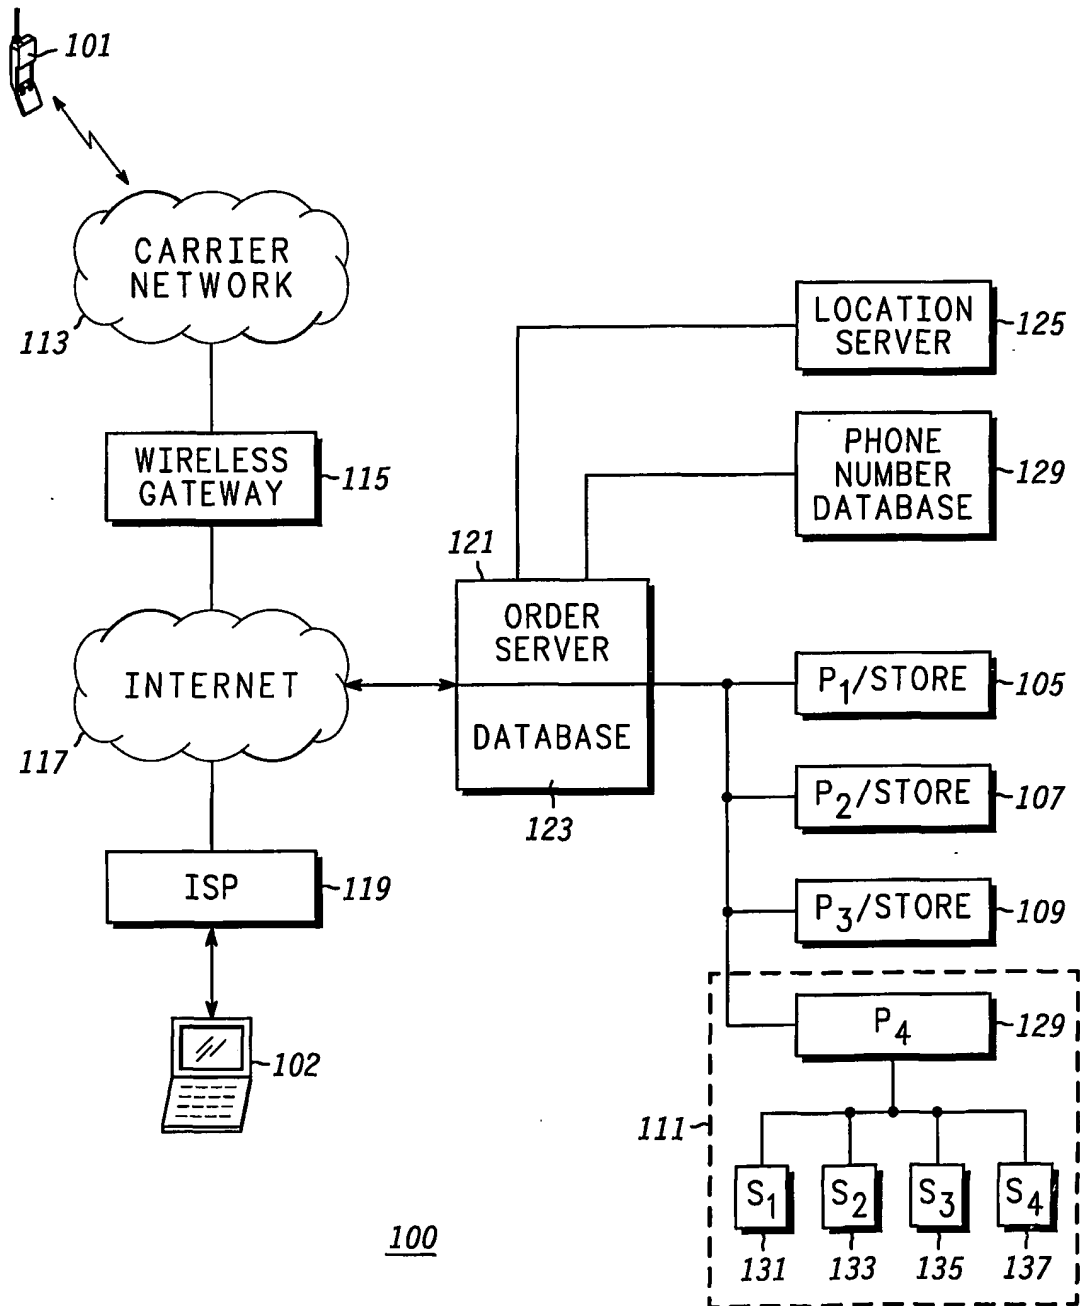 101
CARRIER
NETWORK
113
WIRELESS
GATEWAY
115
INTERNET
117
ISP
119
102
121
ORDER
SERVER
DATABASE
123
LOCATION
SERVER
125
PHONE
NUMBER
DATABASE
129
P1/STORE
105
P2/STORE
107
P3/STORE
109
P4
129
111
S1
S2
S3
S4
131
133
135
137
100